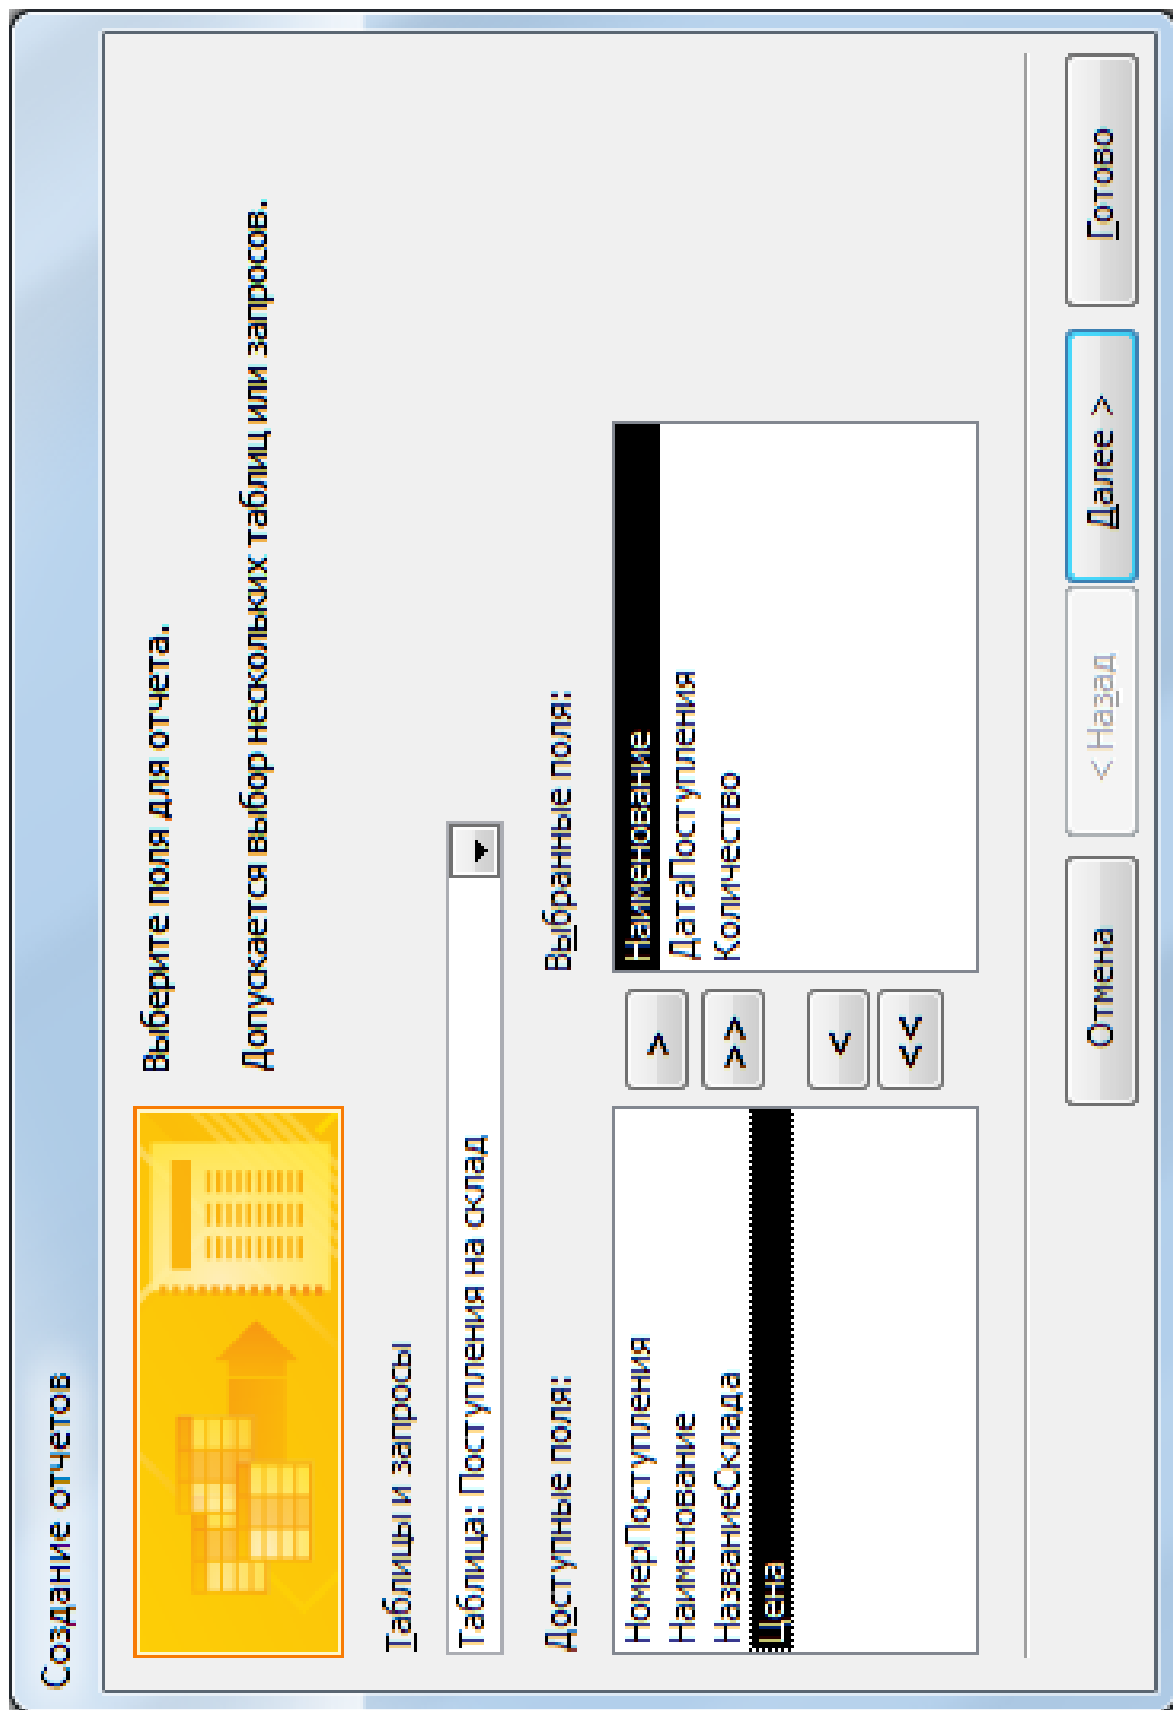 Создание отчетов
Выберите поля для отчета.
Допускается выбор нескольких таблиц или запросов.
Таблицы и запросы
Таблица: Поступления на склад
Доступные поля:
Выбранные поля:
НомерПоступления
Наименование
НазваниеСклада
Цена
>
>>
<
<<
Наименование
ДатаПоступления
Количество
Отмена
< Назад
Далее >
Готово